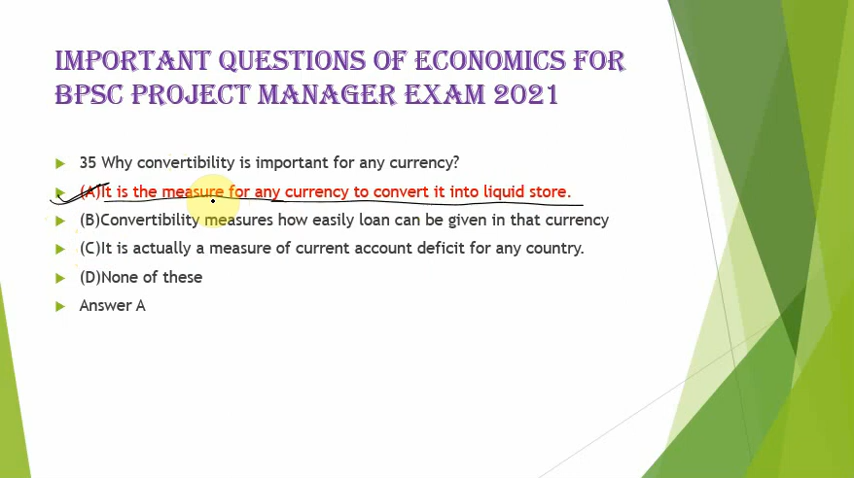 IMPORTANT QUESTIONS OF ECONOMICS FOR
BPSC PROJECT MANAGER EXAM 2021
35 Why convertibility is important for any currency?
(A)It is the measure for any currency to convert it into liquid store.
(B)Convertibility measures how easily loan can be given in that currency
(C)It is actually a measure of current account deficit for any country.
(D)None of these
Answer A